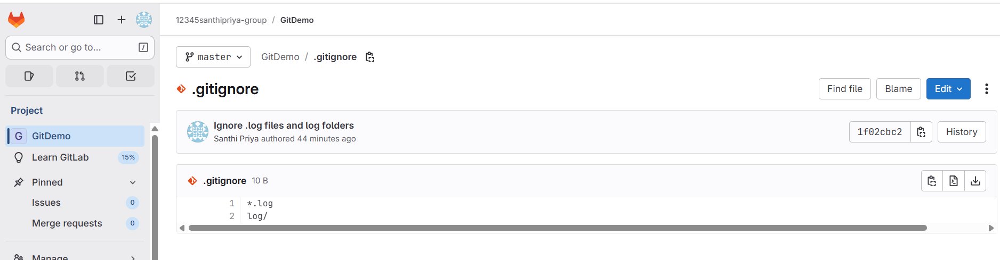 12345santhipriya-group / GitDemo
Search or go to... /
master GitDemo / .gitignore
.gitignore
Find file Blame Edit
Project
G GitDemo
Learn GitLab 15%
Pinned
Issues 0
Merge requests 0
Manage
Ignore .log files and log folders
Santhi Priya authored 44 minutes ago
1f02cbc2 History
.gitignore 10 B
1 *.log
2 log/